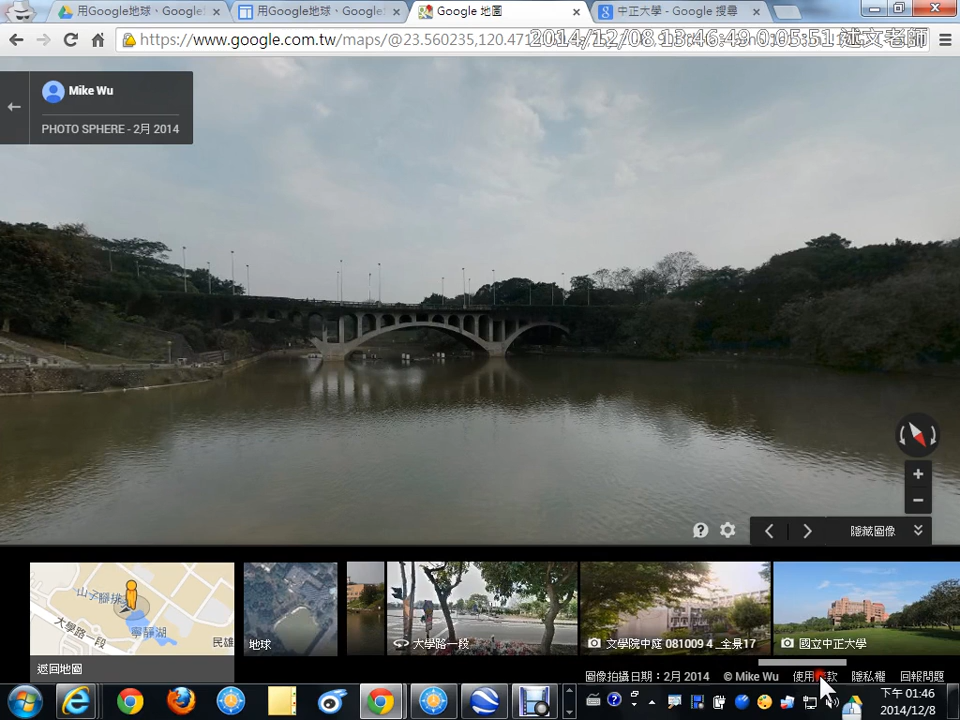 用Google地球、Google
用Google地球、Google
Google 地圖
中正大學 - Google 搜尋
https://www.google.com.tw/maps/@23.560235,120.471
2014/12/08 13:46:49 0:05:51 述文老師
Mike Wu
PHOTO SPHERE - 2月 2014
隱藏圖像
山子腳排
大學路一段
寧靜湖
民雄
返回地圖
地球
大學路一段
文學院中庭 081009 4 _全景17
國立中正大學
圖像拍攝日期：2月 2014 © Mike Wu 使用 款 隱私權 回報問題
下午 01:46
2014/12/8